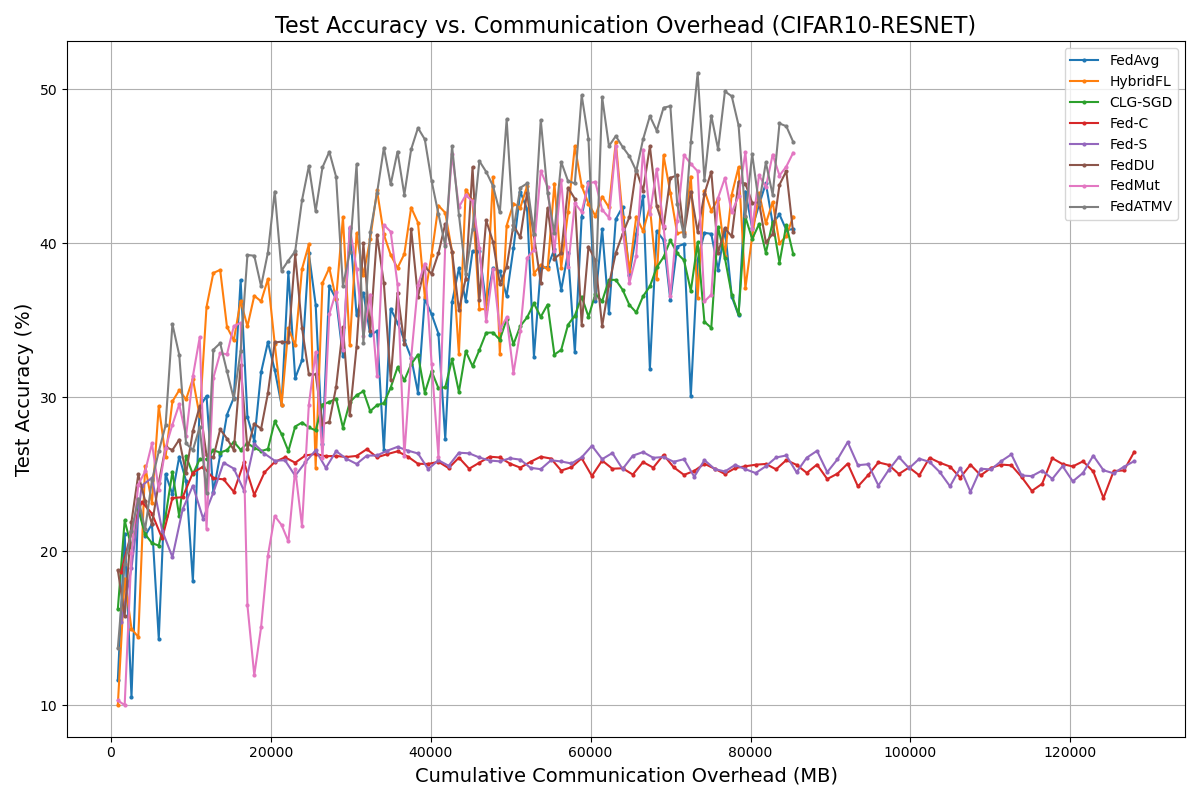 Test Accuracy vs. Communication Overhead (CIFAR10-RESNET)
FedAvg
HybridFL
CLG-SGD
Fed-C
Fed-S
FedDU
FedMut
FedATMV
Test Accuracy (%)
50
40
30
20
10
0 20000 40000 60000 80000 100000 120000
Cumulative Communication Overhead (MB)